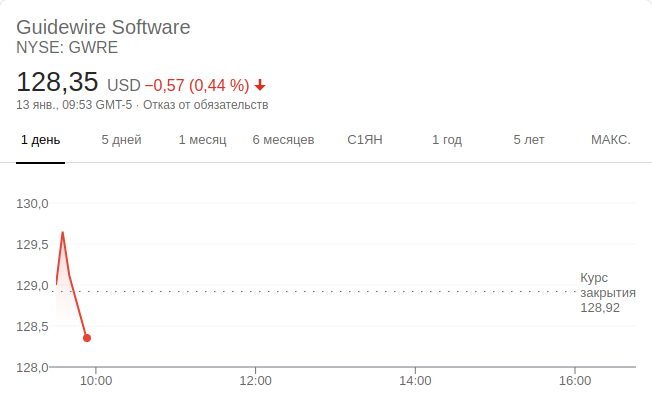 Guidewire Software
NYSE: GWRE
128,35 USD −0,57 (0,44 %)
13 янв., 09:53 GMT-5 · Отказ от обязательств
1 день 5 дней 1 месяц 6 месяцев С1ЯН 1 год 5 лет МАКС.
130,0
129,5
129,0
128,5
128,0
Курс
закрытия
128,92
10:00 12:00 14:00 16:00